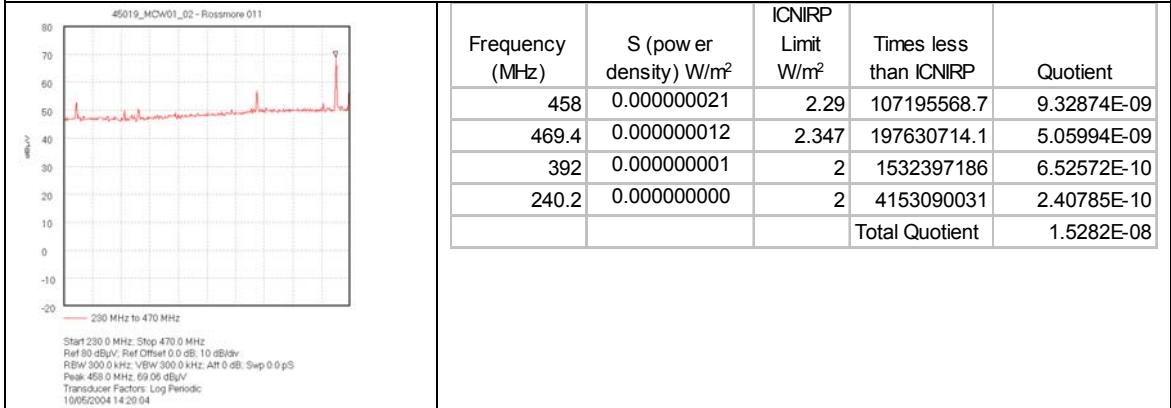 45019_MCW01_02 - Rossmore 011
80
70
60
50
40
30
20
10
0
-10
-20
dBµV
230 MHz to 470 MHz
Start 230.0 MHz; Stop 470.0 MHz
Ref 80 dBµV; Ref Offset 0.0 dB; 10 dB/div
RBW 300.0 kHz; VBW 300.0 kHz; Att 0 dB; Swp 0.0 pS
Peak 458.0 MHz, 69.06 dBµV
Transducer Factors: Log Periodic
10/05/2004 14:20:04
Frequency (MHz) S (pow er density) W/m² ICNIRP Limit W/m² Times less than ICNIRP Quotient
458 0.000000021 2.29 107195568.7 9.32874E-09
469.4 0.000000012 2.347 197630714.1 5.05994E-09
392 0.000000001 2 1532397186 6.52572E-10
240.2 0.000000000 2 4153090031 2.40785E-10
Total Quotient 1.5282E-08